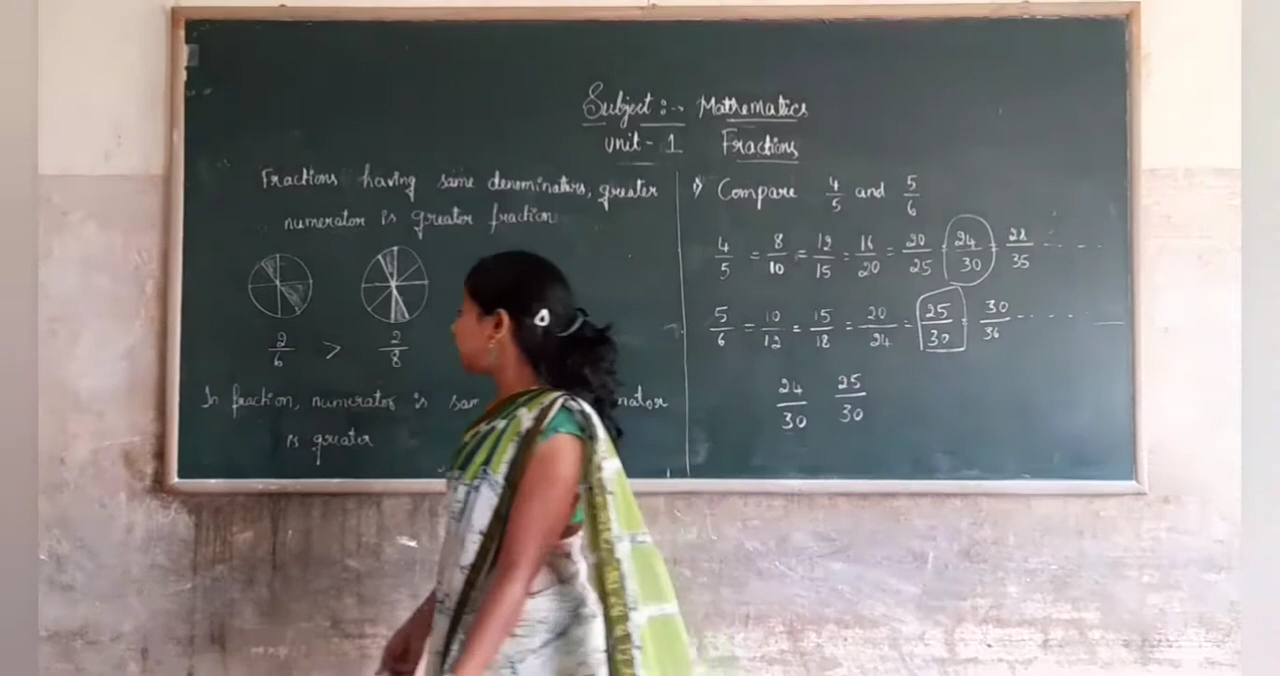 Subject :-. Mathematics
Unit - 1 Fractions
Fractions having same denominators, greater
numerator is greater fraction
2/6 > 2/8
In fraction, numerator is
is greater
1) Compare 4/5 and 5/6
4/5 = 8/10 = 12/15 = 16/20 = 20/25 24/30 28/35 .....
5/6 = 10/12 = 15/18 = 20/24 = 25/30 30/36 .....
24/30 25/30